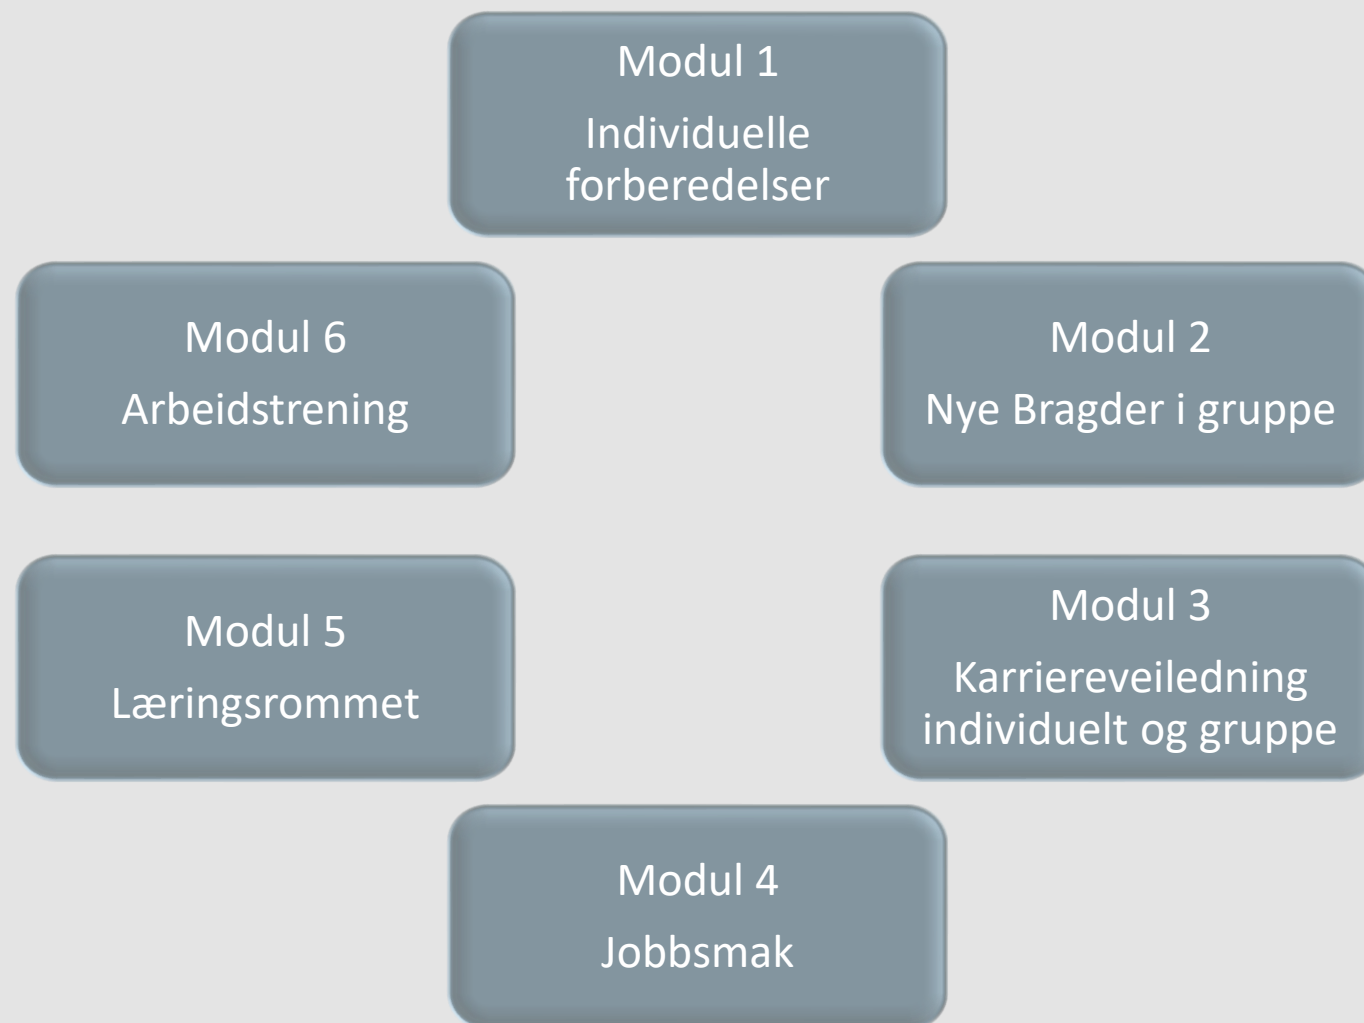 Modul 1
Individuelle
forberedelser
Modul 6
Arbeidstrening
Modul 2
Nye Bragder i gruppe
Modul 5
Læringsrommet
Modul 3
Karriereveiledning
individuelt og gruppe
Modul 4
Jobbsmak